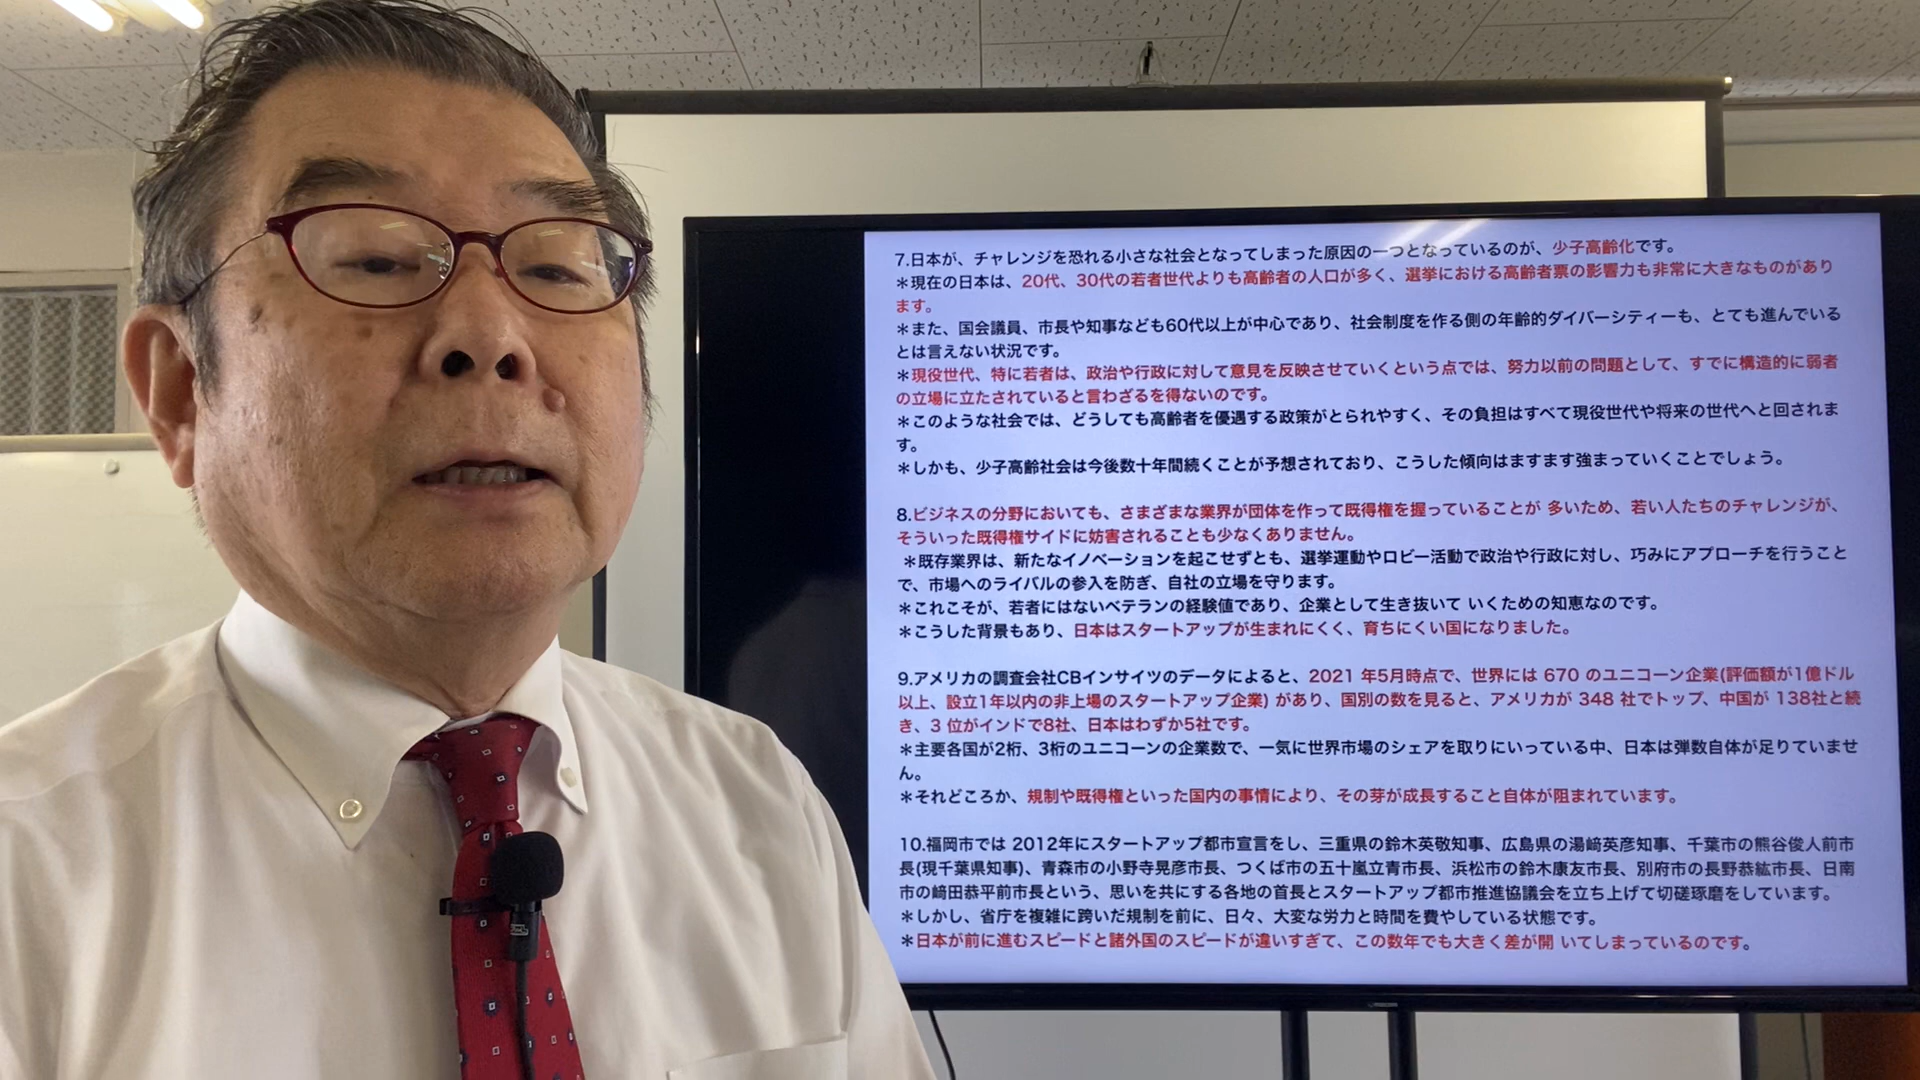 7.日本が、チャレンジを恐れる小さな社会となってしまった原因の一つとなっているのが、少子高齢化です。
＊現在の日本は、20代、30代の若者世代よりも高齢者の人口が多く、選挙における高齢者票の影響力も非常に大きなものがあり
ます。
＊また、国会議員、市長や知事なども60代以上が中心であり、社会制度を作る側の年齢的ダイバーシティーも、とても進んでいる
とは言えない状況です。
＊現役世代、特に若者は、政治や行政に対して意見を反映させていくという点では、努力以前の問題として、すでに構造的に弱者
の立場に立たされていると言わざるを得ないのです。
＊このような社会では、どうしても高齢者を優遇する政策がとられやすく、その負担はすべて現役世代や将来の世代へと回されま
す。
＊しかも、少子高齢社会は今後数十年間続くことが予想されており、こうした傾向はますます強まっていくことでしょう。
8.ビジネスの分野においても、さまざまな業界が団体を作って既得権を握っていることが 多いため、若い人たちのチャレンジが、
そういった既得権サイドに妨害されることも少なくありません。
＊既存業界は、新たなイノベーションを起こせずとも、選挙運動やロビー活動で政治や行政に対し、巧みにアプローチを行うこと
で、市場へのライバルの参入を防ぎ、自社の立場を守ります。
＊これこそが、若者にはないベテランの経験値であり、企業として生き抜いて いくための知恵なのです。
＊こうした背景もあり、日本はスタートアップが生まれにくく、育ちにくい国になりました。
9.アメリカの調査会社CBインサイツのデータによると、2021 年5月時点で、世界には 670 のユニコーン企業(評価額が1億ドル
以上、設立1年以内の非上場のスタートアップ企業) があり、国別の数を見ると、アメリカが 348 社でトップ、中国が 138社と続
き、3 位がインドで8社、日本はわずか5社です。
＊主要各国が2桁、3桁のユニコーンの企業数で、一気に世界市場のシェアを取りにいっている中、日本は弾数自体が足りていませ
ん。
＊それどころか、規制や既得権といった国内の事情により、その芽が成長すること自体が阻まれています。
10.福岡市では 2012年にスタートアップ都市宣言をし、三重県の鈴木英敬知事、広島県の湯﨑英彦知事、千葉市の熊谷俊人前市
長(現千葉県知事)、青森市の小野寺晃彦市長、つくば市の五十嵐立青市長、浜松市の鈴木康友市長、別府市の長野恭紘市長、日南
市の﨑田恭平前市長という、思いを共にする各地の首長とスタートアップ都市推進協議会を立ち上げて切磋琢磨をしています。
＊しかし、省庁を複雑に跨いだ規制を前に、日々、大変な労力と時間を費やしている状態です。
＊日本が前に進むスピードと諸外国のスピードが違いすぎて、この数年でも大きく差が開 いてしまっているのです。